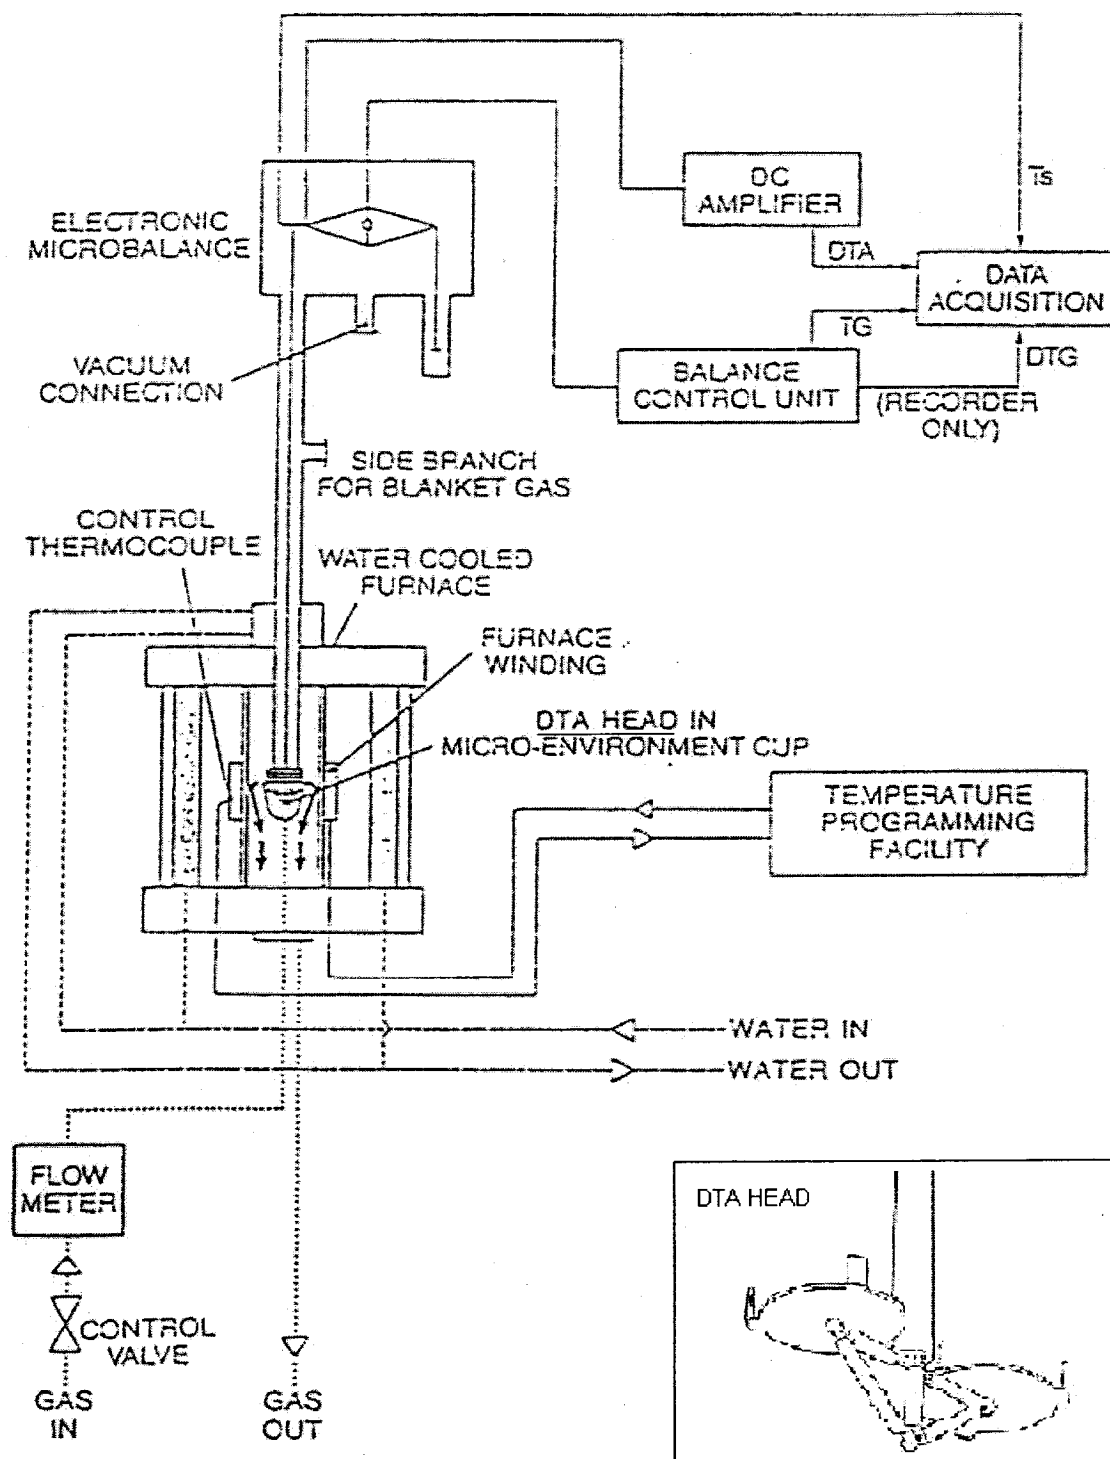 DC
AMPLIFIER
Ts
ELECTRONIC
MICROBALANCE
DTA
DATA
ACQUISITION
TG
DTG
VACUUM
CONNECTION
BALANCE
CONTROL UNIT
(RECORDER
ONLY)
SIDE BRANCH
FOR BLANKET GAS
CONTROL
THERMOCOUPLE
WATER COOLED
FURNACE
FURNACE
WINDING
DTA HEAD IN
MICRO-ENVIRONMENT CUP
TEMPERATURE
PROGRAMMING
FACILITY
WATER IN
WATER OUT
FLOW
METER
DTA HEAD
CONTROL
VALVE
GAS
IN
GAS
OUT